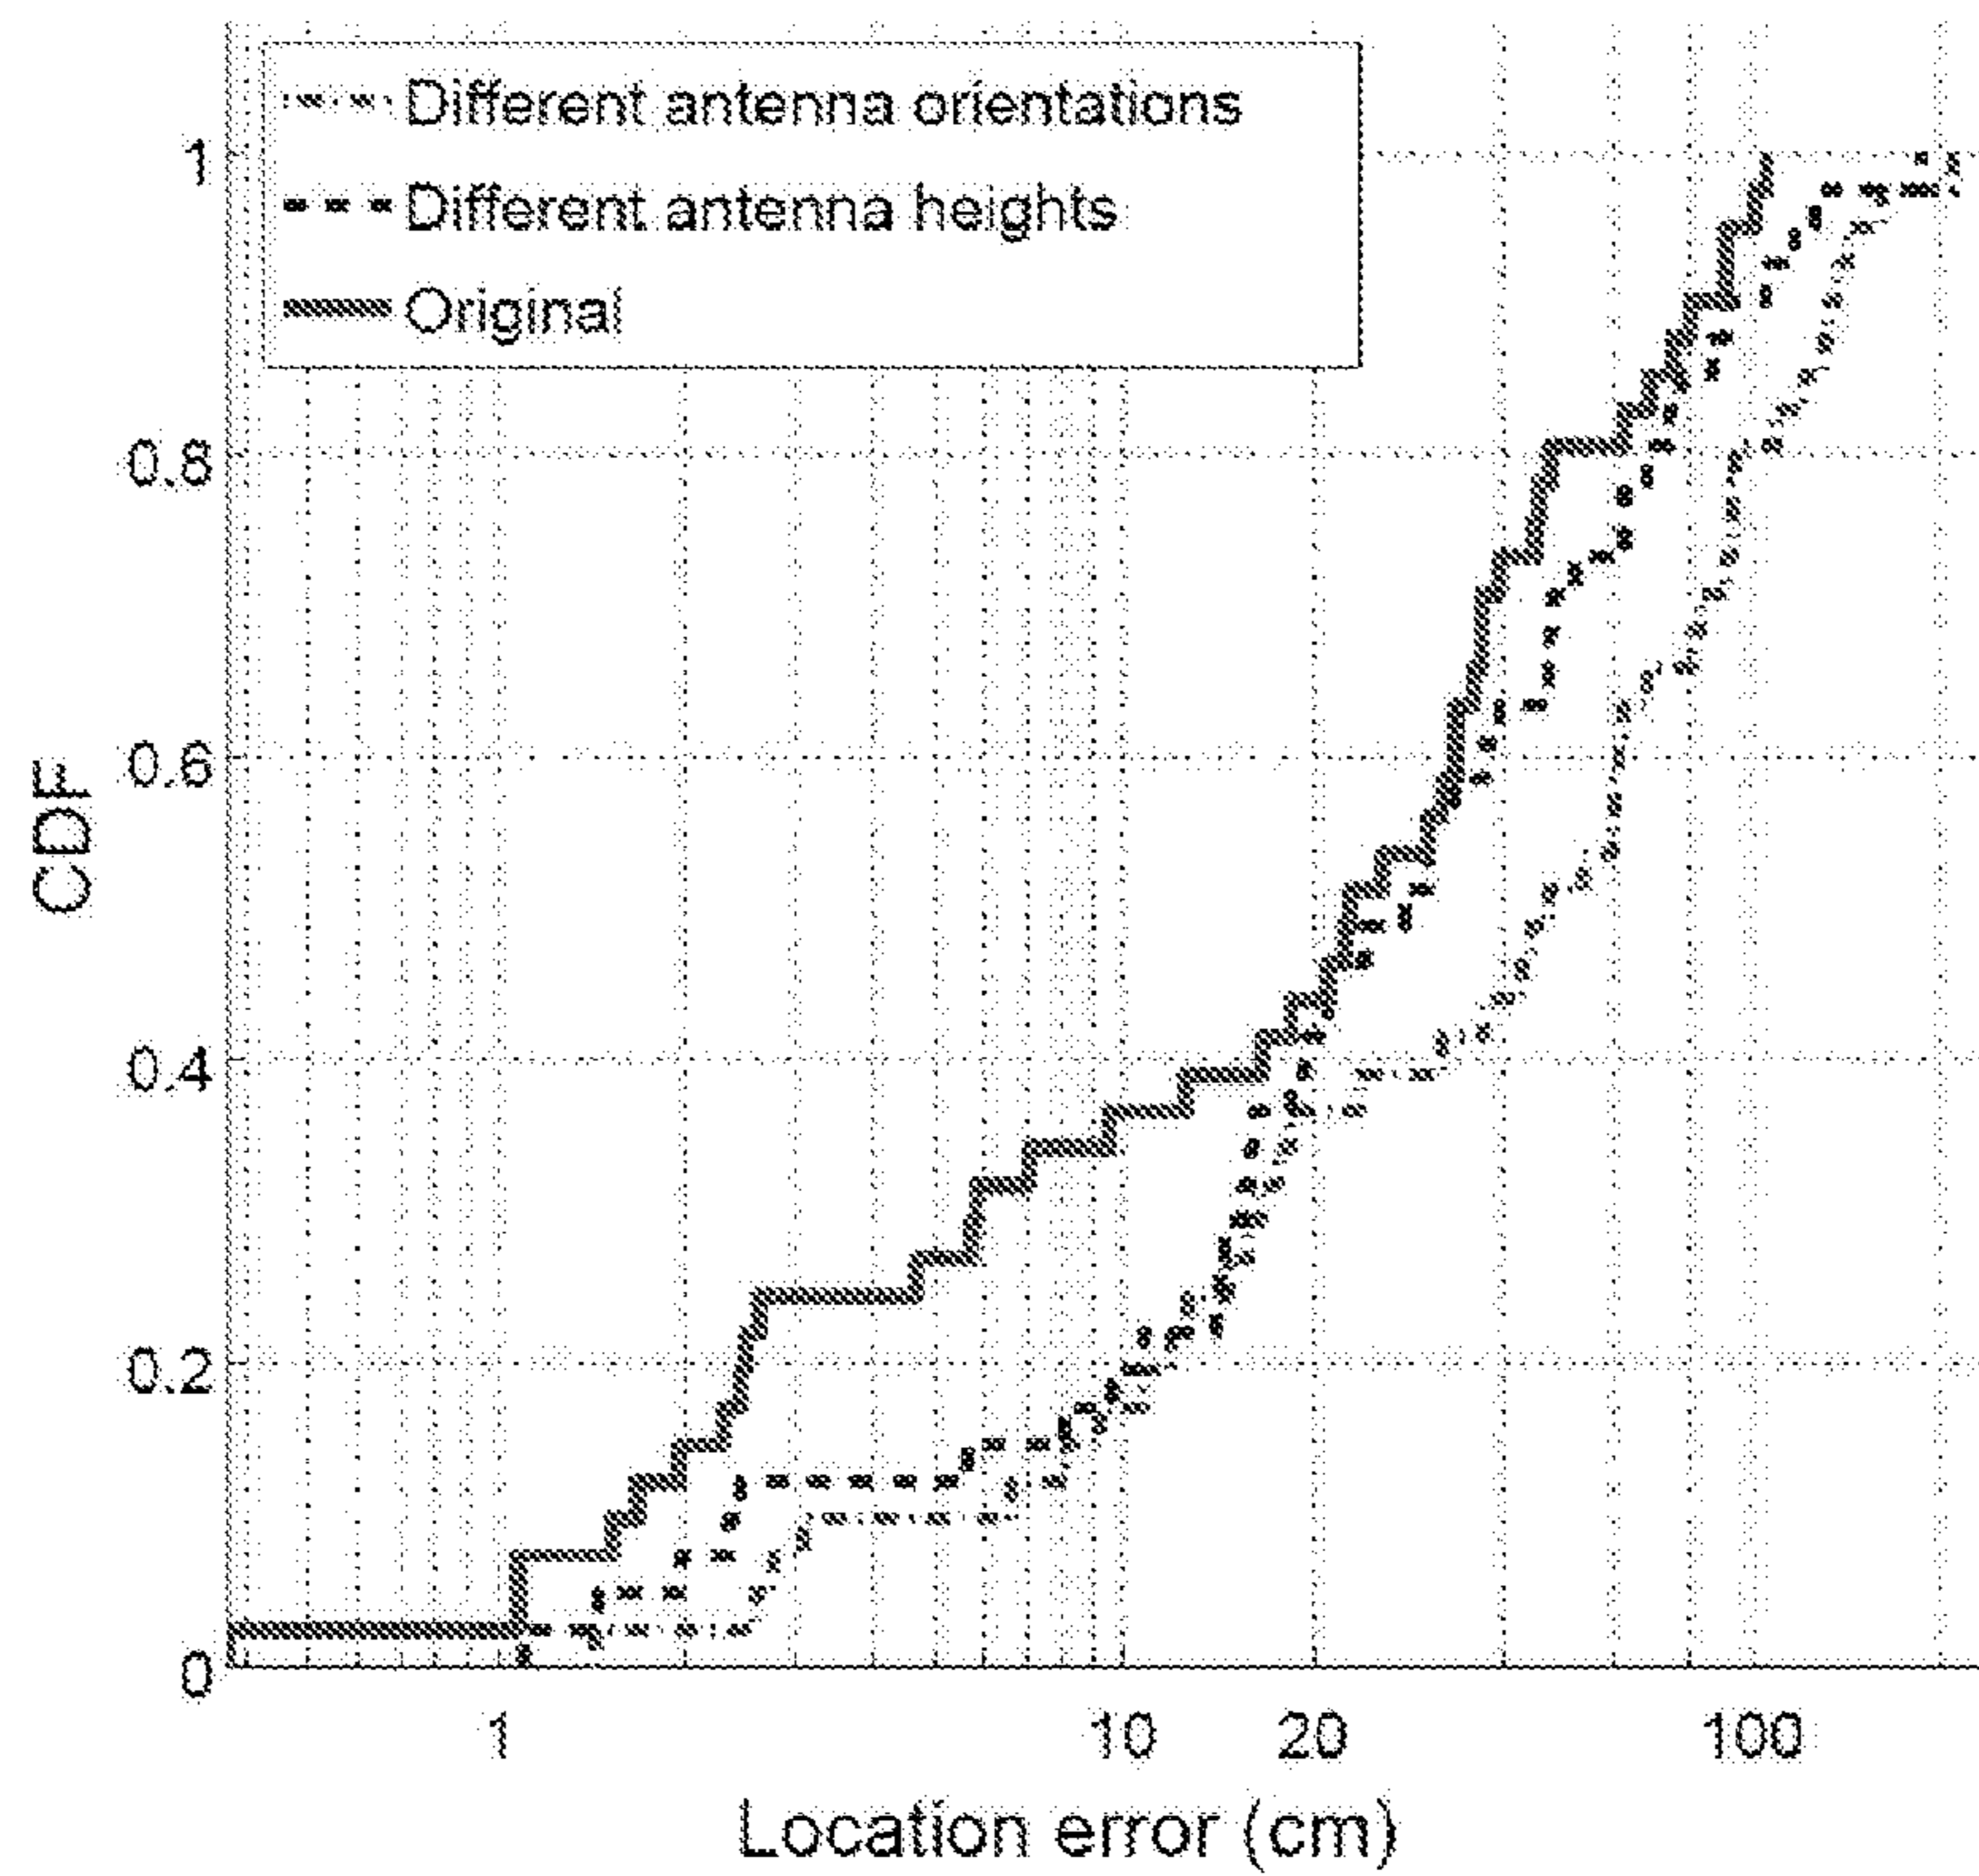 Different antenna orientations
Different antenna heights
Original
1
0.8
0.6
0.4
0.2
0
CDF
1 10 20 100
Location error (cm)